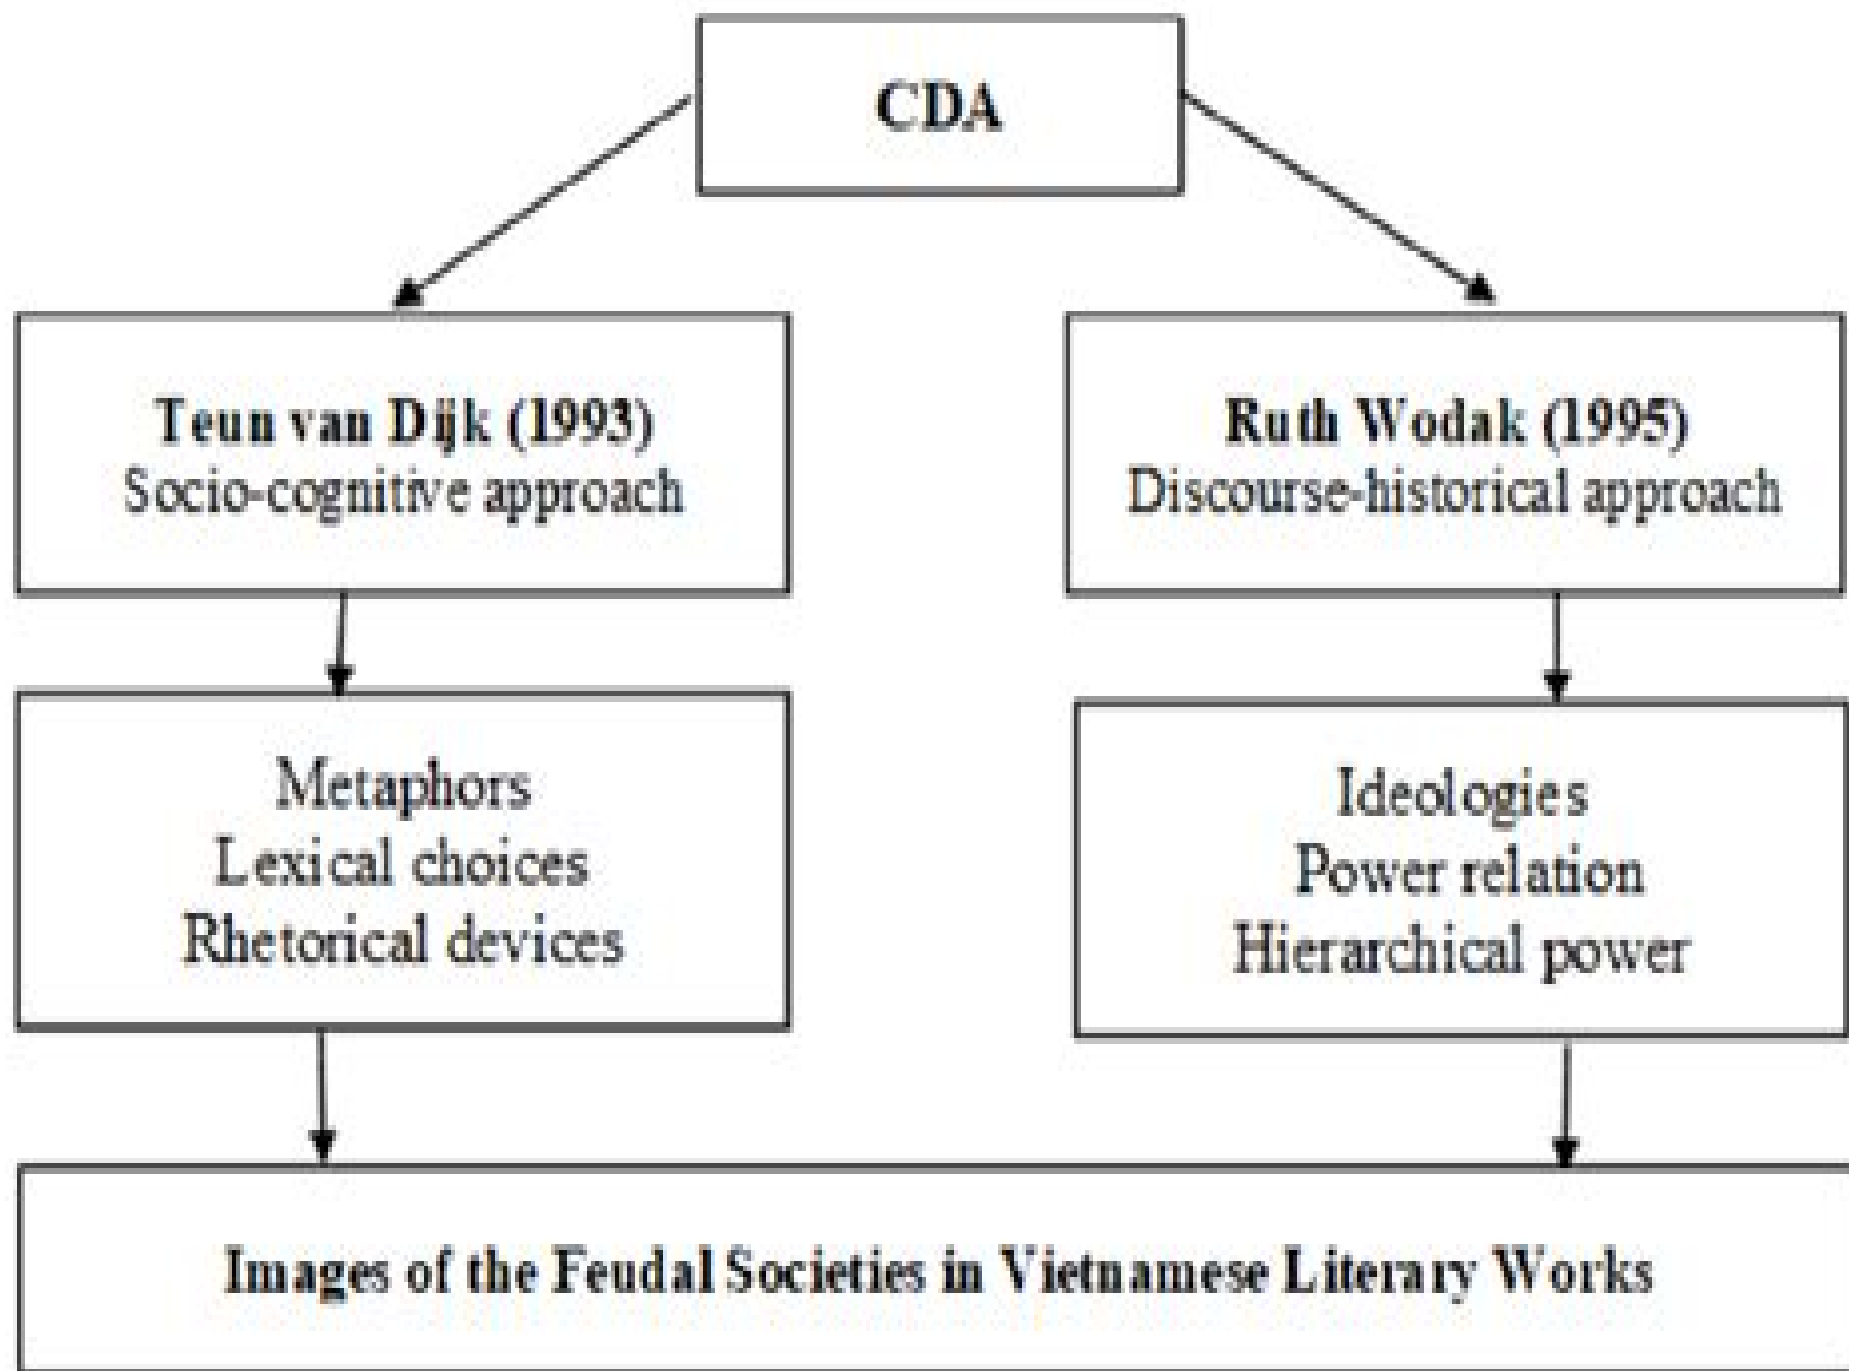 CDA
Teun van Dijk (1993)
Socio-cognitive approach
Ruth Wodak (1995)
Discourse-historical approach
Metaphors
Lexical choices
Rhetorical devices
Ideologies
Power relation
Hierarchical power
Images of the Feudal Societies in Vietnamese Literary Works